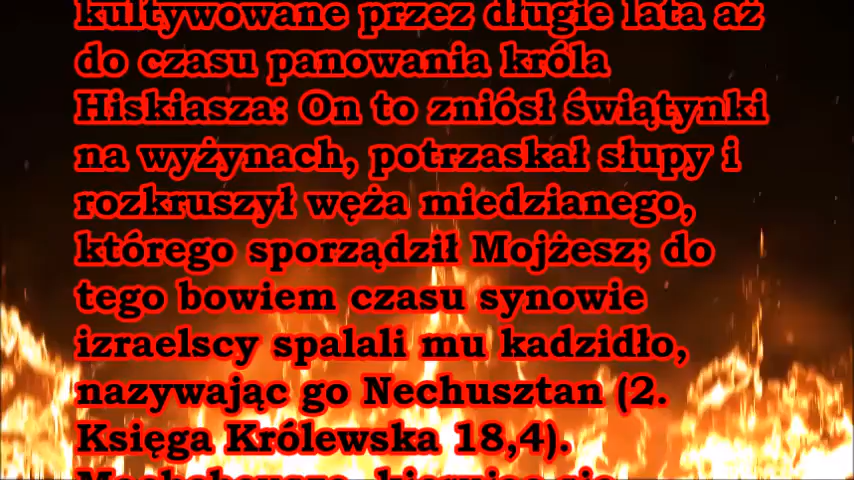 kultywowane przez długie lata aż
do czasu panowania króla
Hiskiasza: On to zniósł świątynki
na wyżynach, potrzaskał słupy i
rozkruszył węża miedzianego,
którego sporządził Mojżesz; do
tego bowiem czasu synowie
izraelscy spalali mu kadzidło,
nazywając go Nechusztan (2.
Księga Królewska 18,4).